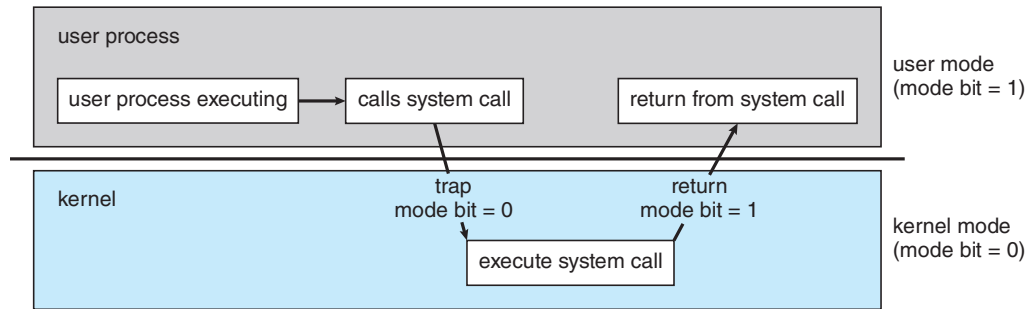 user process
user process executing
calls system call
return from system call
user mode
(mode bit = 1)
kernel
trap
mode bit = 0
return
mode bit = 1
execute system call
kernel mode
(mode bit = 0)